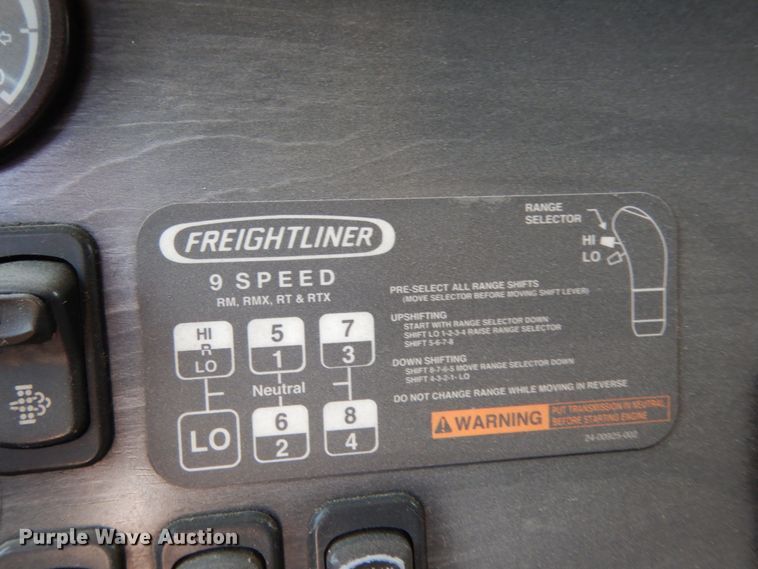 FREIGHTLINER
9 SPEED
RM, RMX, RT & RTX
HI
R
LO
5
1
7
3
Neutral
LO
6
2
8
4
RANGE
SELECTOR
HI
LO
PRE-SELECT ALL RANGE SHIFTS
(MOVE SELECTOR BEFORE MOVING SHIFT LEVER)
UPSHIFTING
START WITH RANGE SELECTOR DOWN
SHIFT LO 1-2-3-4 RAISE RANGE SELECTOR
SHIFT 5-6-7-8
DOWN SHIFTING
SHIFT 8-7-6-5 MOVE RANGE SELECTOR DOWN
SHIFT 4-3-2-1- LO
DO NOT CHANGE RANGE WHILE MOVING IN REVERSE
WARNING
PUT TRANSMISSION IN NEUTRAL
BEFORE STARTING ENGINE
24-00925-002
Purple Wave Auction